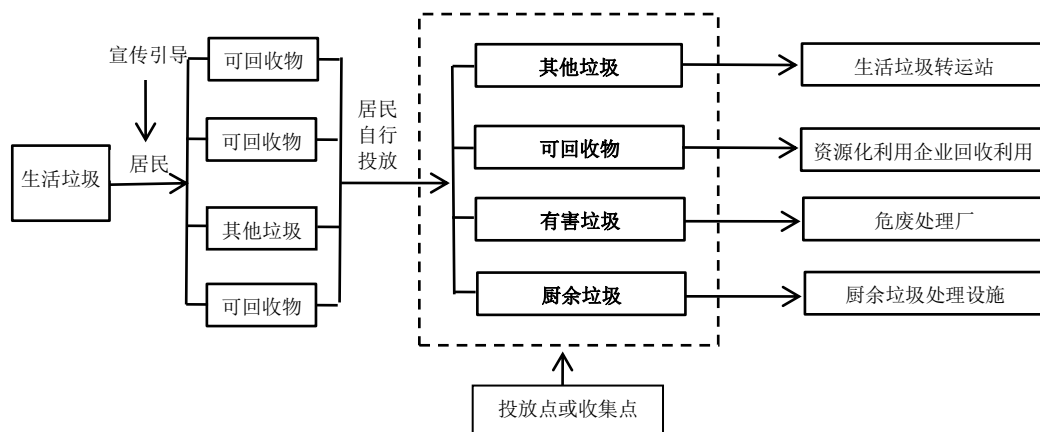 宣传引导
居民
生活垃圾
可回收物
可回收物
其他垃圾
可回收物
居民
自行
投放
其他垃圾
可回收物
有害垃圾
厨余垃圾
生活垃圾转运站
资源化利用企业回收利用
危废处理厂
厨余垃圾处理设施
投放点或收集点